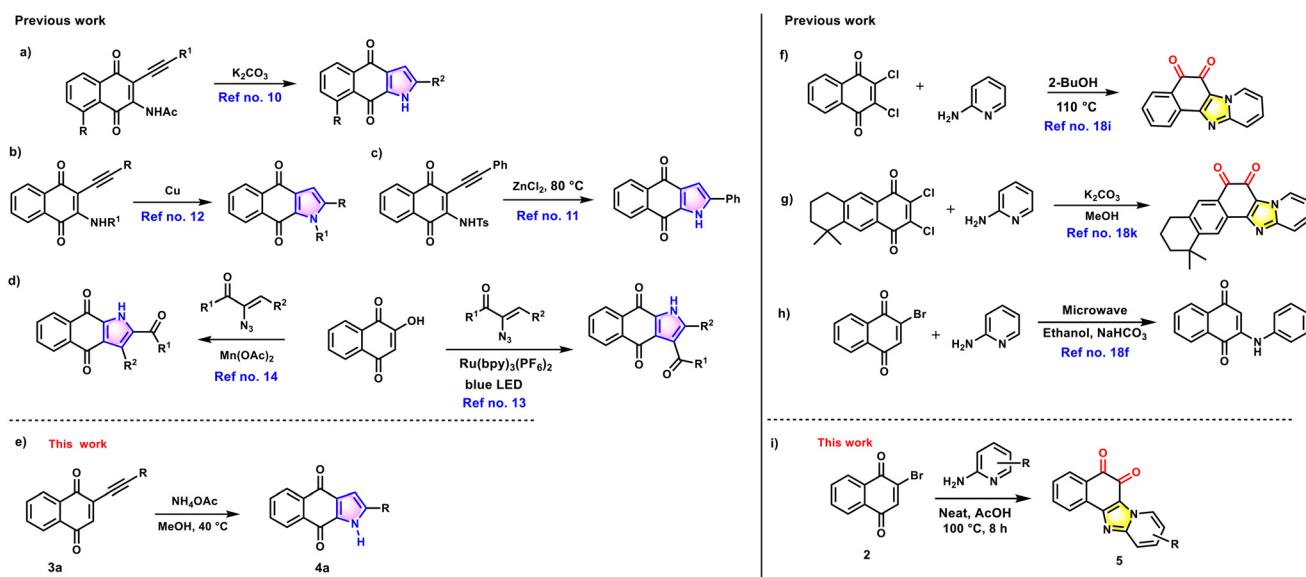 Previous work
a)
O
R¹
NHAc
R
O
K₂CO₃
Ref no. 10
O
R²
N
H
R
O
b)
O
R
NHR¹
O
Cu
Ref no. 12
O
R
N
R¹
O
c)
O
Ph
NHTs
O
ZnCl₂, 80 °C
Ref no. 11
O
Ph
N
H
O
d)
O
H
N
O
R¹
R²
O
O
R¹
R²
N₃
Mn(OAc)₂
Ref no. 14
O
OH
O
O
R¹
R²
N₃
Ru(bpy)₃(PF₆)₂
blue LED
Ref no. 13
O
H
N
R²
R¹
O
O
e) This work
O
R
O
3a
NH₄OAc
MeOH, 40 °C
O
R
N
H
O
4a
Previous work
f)
O
Cl
Cl
O
+
H₂N
N
2-BuOH
110 °C
Ref no. 18i
O
O
N
N
g)
O
Cl
Cl
O
+
H₂N
N
K₂CO₃
MeOH
Ref no. 18k
O
O
N
N
h)
O
Br
O
+
H₂N
N
Microwave
Ethanol, NaHCO₃
Ref no. 18f
O
N
H
O
i) This work
O
Br
O
2
R
H₂N
N
Neat, AcOH
100 °C, 8 h
O
O
N
N
R
5